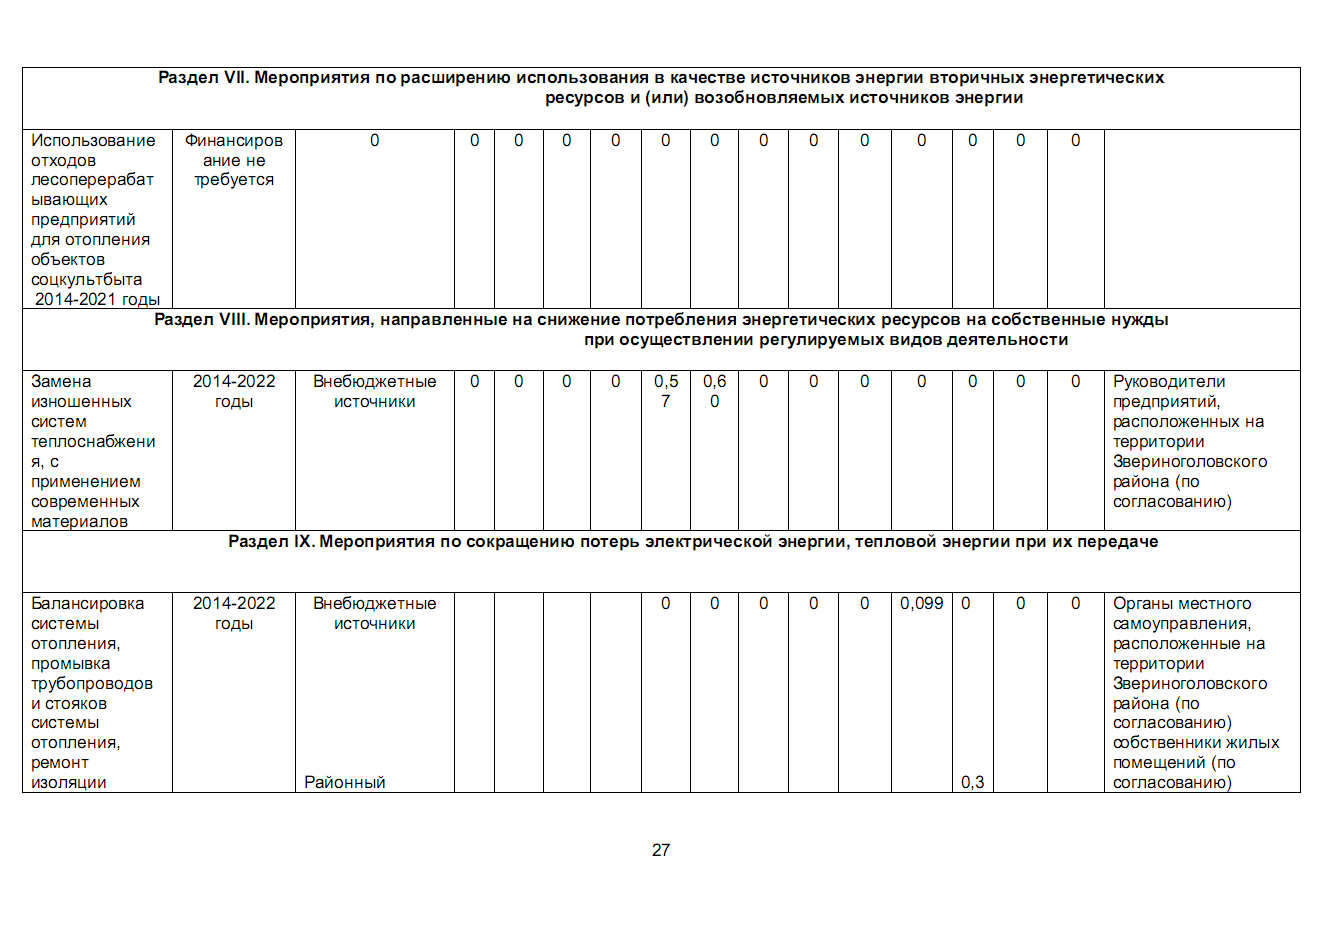 Раздел VII. Мероприятия по расширению использования в качестве источников энергии вторичных энергетических
ресурсов и (или) возобновляемых источников энергии
Использование Финансиров 0 0 0 0 0 0 0 0 0 0 0 0 0 0
отходов ание не
лесоперерабат требуется
ывающих
предприятий
для отопления
объектов
соцкультбыта
2014-2021 годы
Раздел VIII. Мероприятия, направленные на снижение потребления энергетических ресурсов на собственные нужды
при осуществлении регулируемых видов деятельности
Замена 2014-2022 Внебюджетные 0 0 0 0 0,5 0,6 0 0 0 0 0 0 0 Руководители
изношенных годы источники 7 0 предприятий,
систем расположенных на
теплоснабжени территории
я, с Звериноголовского
применением района (по
современных согласованию)
материалов
Раздел IX. Мероприятия по сокращению потерь электрической энергии, тепловой энергии при их передаче
Балансировка 2014-2022 Внебюджетные 0 0 0 0 0 0,099 0 0 0 Органы местного
системы годы источники самоуправления,
отопления, расположенные на
промывка территории
трубопроводов Звериноголовского
и стояков района (по
системы согласованию)
отопления, собственники жилых
ремонт помещений (по
изоляции Районный 0,3 согласованию)
27